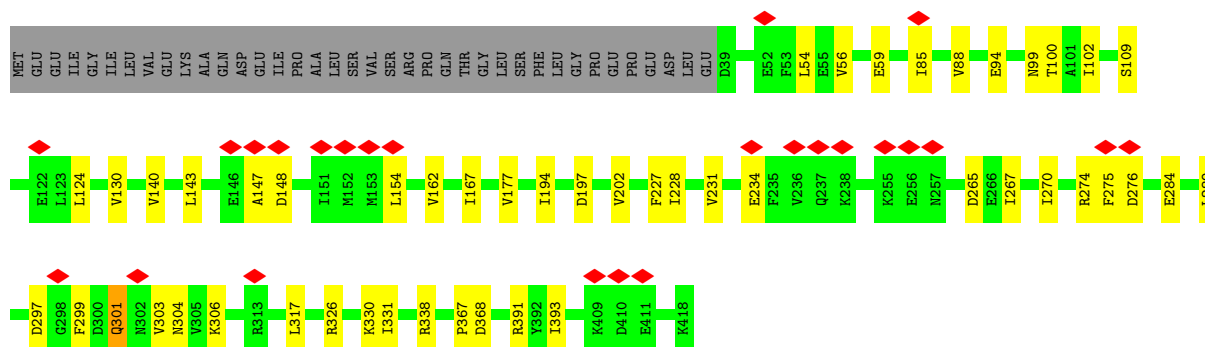 MET GLU GLU ILE GLY ILE LEU VAL GLU LYS ALA GLN ASP GLU ILE PRO ALA LEU SER VAL SER ARG PRO GLN THR GLY LEU SER PHE LEU GLY PRO GLU PRO GLU ASP LEU GLU D39 E52 F53 L54 E55 V56 E59 I85 V88 E94 N99 T100 A101 I102 S109
E122 L123 L124 V130 V140 L143 E146 A147 D148 I151 M152 M153 L154 V162 I167 V177 I194 D197 V202 F227 I228 V231 E234 F235 V236 Q237 K238 K255 E256 N257 D265 E266 I267 I270 R274 F275 D276 E284
D297 G298 F299 D300 Q301 N302 V303 N304 V305 K306 R313 L317 R326 K330 I331 R338 P367 D368 R391 Y392 I393 K409 D410 E411 K418